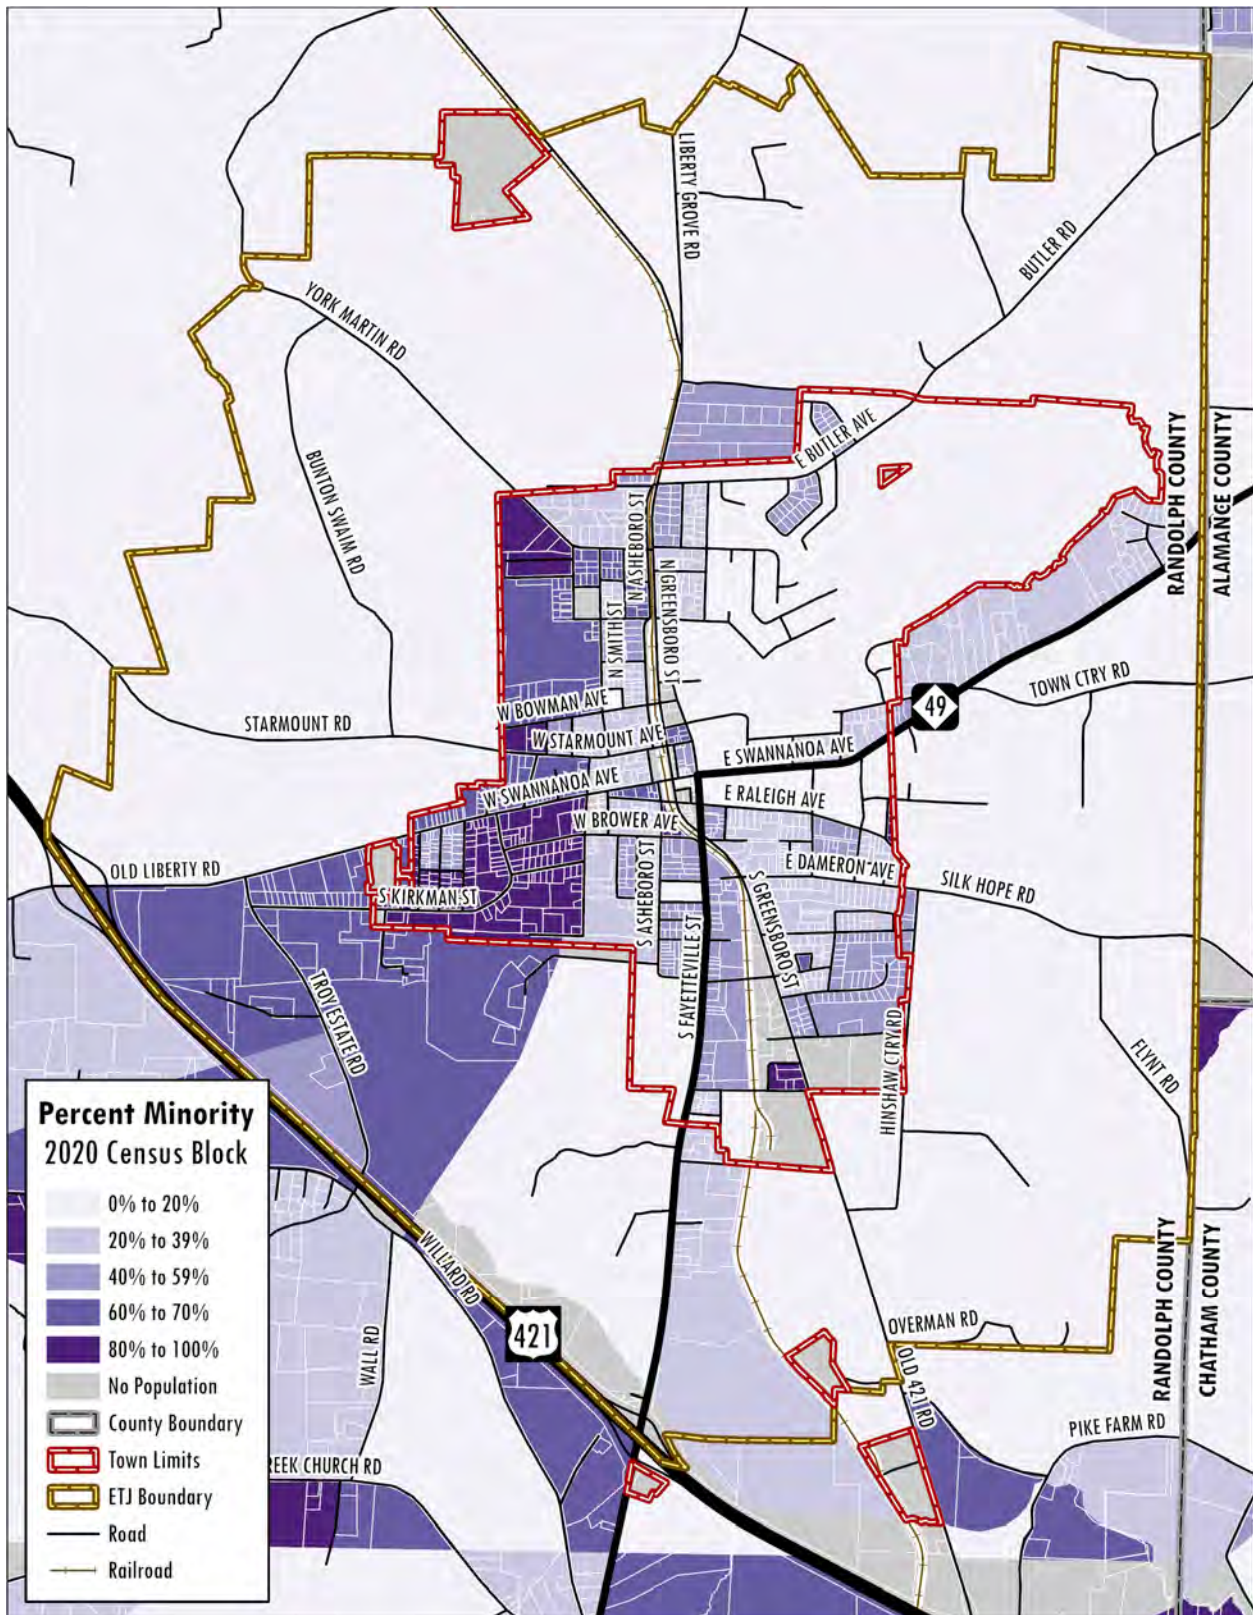 LIBERTY GROVE RD
BUTLER RD
YORK MARTIN RD
E BUTLER AVE
BUNTON SWAIM RD
N ASHEBORO ST
N GREENSBORO ST
N SMITH ST
RANDOLPH COUNTY
ALAMANCE COUNTY
TOWN CTRY RD
49
STARMOUNT RD
W BOWMAN AVE
W STARMOUNT AVE
E SWANNANOA AVE
W SWANNANOA AVE
E RALEIGH AVE
W BROWER AVE
OLD LIBERTY RD
E DAMERON AVE
SILK HOPE RD
S KIRKMAN ST
S ASHEBORO ST
S GREENSBORO ST
S FAYETTEVILLE ST
TROY ESTATE RD
HINSHAW CTRY RD
FLYNT RD
WILLARD RD
421
WALL RD
OVERMAN RD
OLD 421 RD
RANDOLPH COUNTY
CHATHAM COUNTY
PIKE FARM RD
REEK CHURCH RD
Percent Minority
2020 Census Block
0% to 20%
20% to 39%
40% to 59%
60% to 70%
80% to 100%
No Population
County Boundary
Town Limits
ETJ Boundary
Road
Railroad